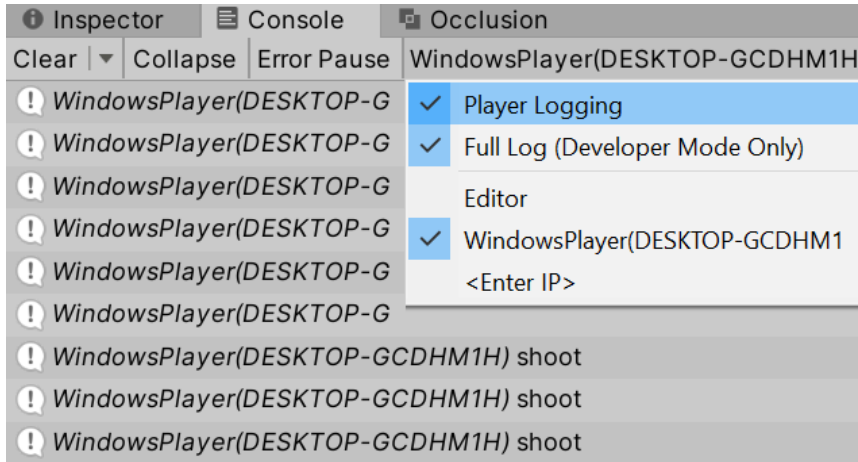 Inspector Console Occlusion
Clear Collapse Error Pause WindowsPlayer(DESKTOP-GCDHM1H
WindowsPlayer(DESKTOP-G
Player Logging
WindowsPlayer(DESKTOP-G
Full Log (Developer Mode Only)
WindowsPlayer(DESKTOP-G
Editor
WindowsPlayer(DESKTOP-G
WindowsPlayer(DESKTOP-GCDHM1
WindowsPlayer(DESKTOP-G
<Enter IP>
WindowsPlayer(DESKTOP-G
WindowsPlayer(DESKTOP-GCDHM1H) shoot
WindowsPlayer(DESKTOP-GCDHM1H) shoot
WindowsPlayer(DESKTOP-GCDHM1H) shoot